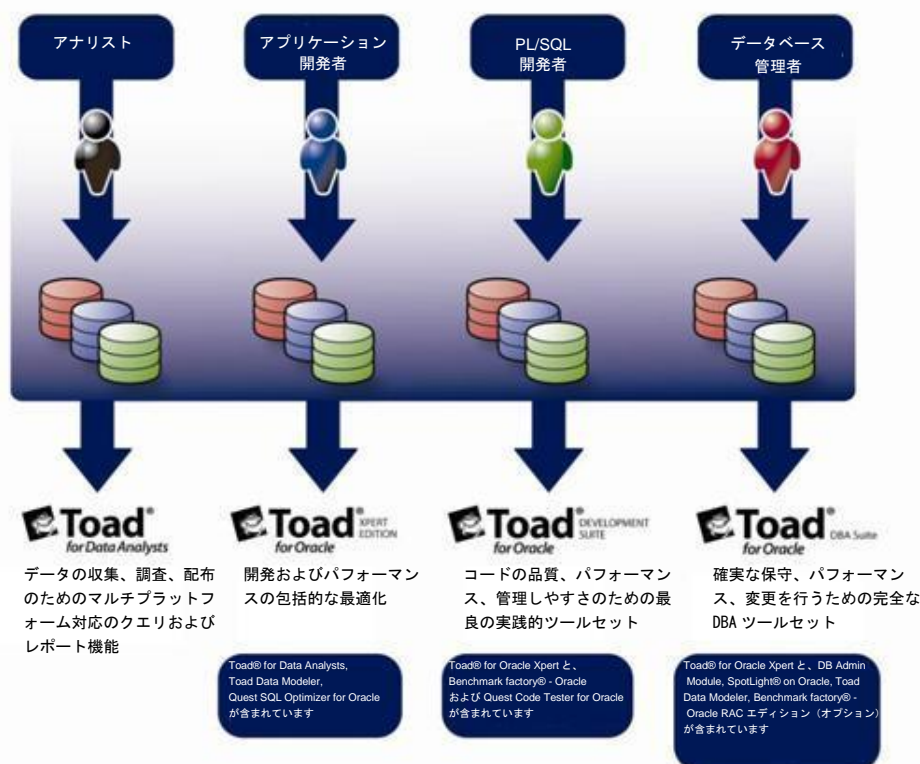 アナリスト
アプリケーション
開発者
PL/SQL
開発者
データベース
管理者
Toad®
for Data Analysts
データの収集、調査、配布
のためのマルチプラットフ
ォーム対応のクエリおよび
レポート機能
Toad® XPERT
EDITION
for Oracle
開発およびパフォーマン
スの包括的な最適化
Toad® DEVELOPMENT
SUITE
for Oracle
コードの品質、パフォーマン
ス、管理しやすさのための最
良の実践的ツールセット
Toad® DBA Suite
for Oracle
確実な保守、パフォーマン
ス、変更を行うための完全な
DBA ツールセット
Toad® for Data Analysts,
Toad Data Modeler,
Quest SQL Optimizer for Oracle
が含まれています
Toad® for Oracle Xpert と、
Benchmark factory® - Oracle
および Quest Code Tester for Oracle
が含まれています
Toad® for Oracle Xpert と、DB Admin
Module, SpotLight® on Oracle, Toad
Data Modeler, Benchmark factory® -
Oracle RAC エディション（オプション）
が含まれています